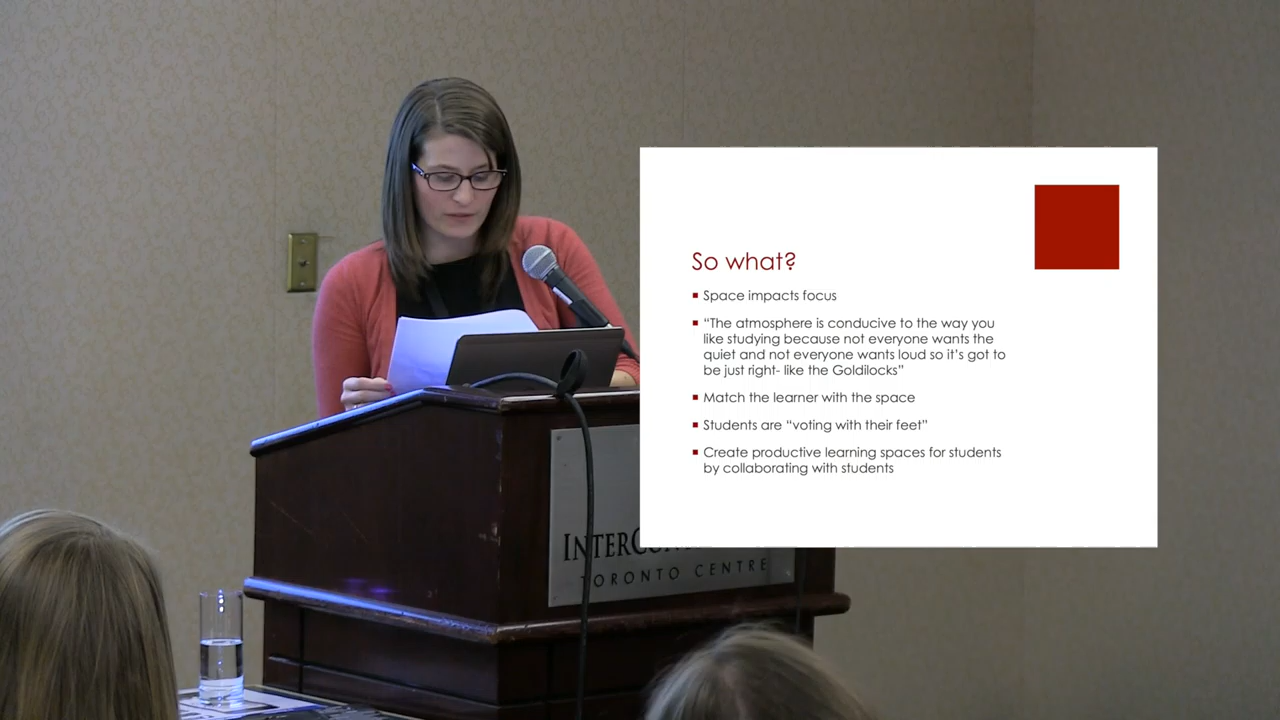 So what?
Space impacts focus
“The atmosphere is conducive to the way you
like studying because not everyone wants the
quiet and not everyone wants loud so it’s got to
be just right- like the Goldilocks”
Match the learner with the space
Students are “voting with their feet”
Create productive learning spaces for students
by collaborating with students
TORONTO CENTRE